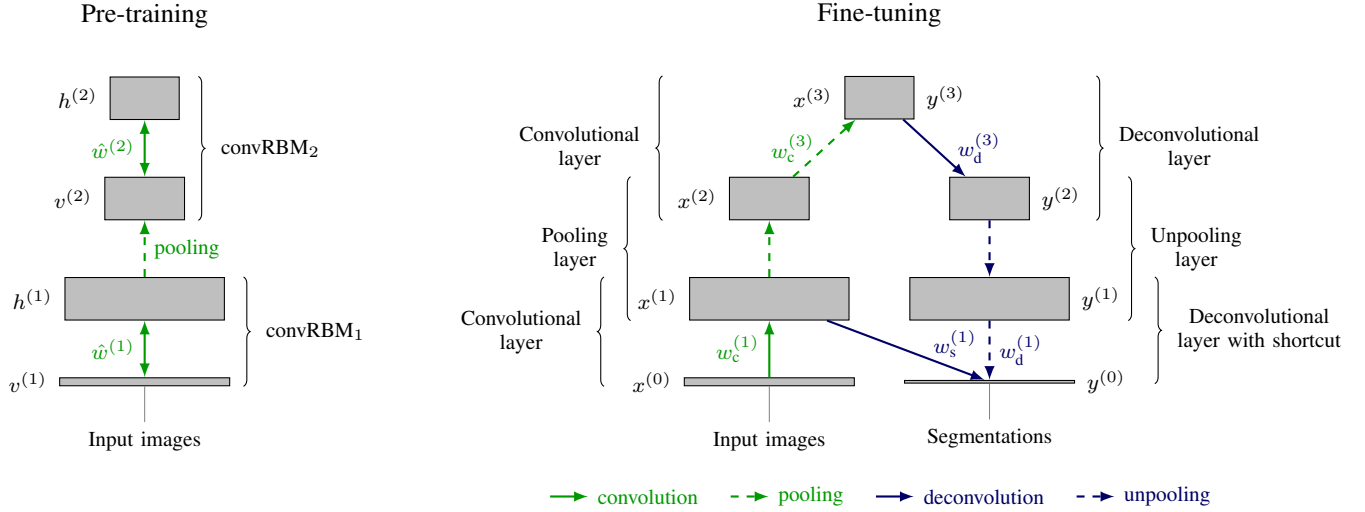 Pre-training
h^(2)
ŵ^(2)
convRBM₂
v^(2)
pooling
h^(1)
ŵ^(1)
convRBM₁
v^(1)
Input images
Fine-tuning
x^(3)
y^(3)
Convolutional
layer
w_c^(3)
w_d^(3)
Deconvolutional
layer
x^(2)
y^(2)
Pooling
layer
Unpooling
layer
x^(1)
y^(1)
Convolutional
layer
w_c^(1)
w_s^(1)
w_d^(1)
Deconvolutional
layer with shortcut
x^(0)
y^(0)
Input images
Segmentations
convolution
pooling
deconvolution
unpooling